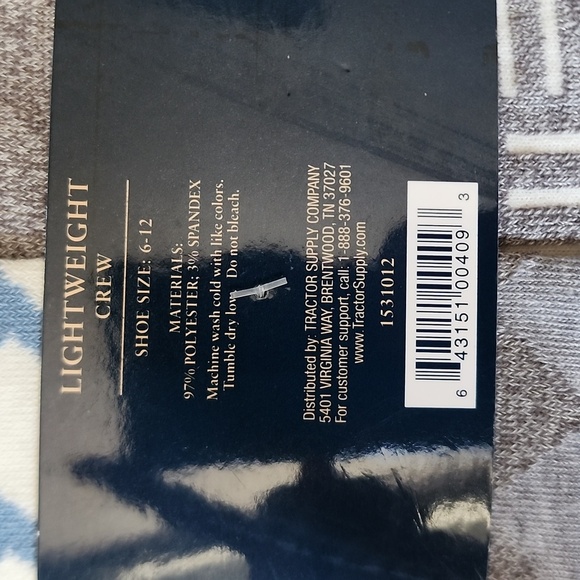 LIGHTWEIGHT
CREW
SHOE SIZE: 6-12
MATERIALS:
97% POLYESTER; 3% SPANDEX
Machine wash cold with like colors.
Tumble dry low. Do not bleach.
Distributed by: TRACTOR SUPPLY COMPANY
5401 VIRGINIA WAY, BRENTWOOD, TN 37027
For customer support, call: 1-888-376-9601
www.TractorSupply.com
1531012
6 43151 00409 3